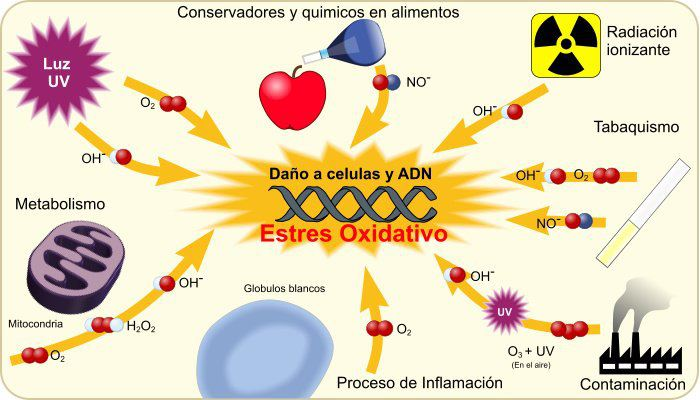 Conservadores y quimicos en alimentos
Luz
UV
O₂
OH⁻
NO⁻
Radiación
ionizante
OH⁻
Tabaquismo
OH⁻ O₂
NO⁻
Daño a celulas y ADN
Estres Oxidativo
Metabolismo
Mitocondria
O₂
H₂O₂
OH⁻
Globulos blancos
O₂
Proceso de Inflamación
OH⁻
UV
O₃ + UV
(En el aire)
Contaminación